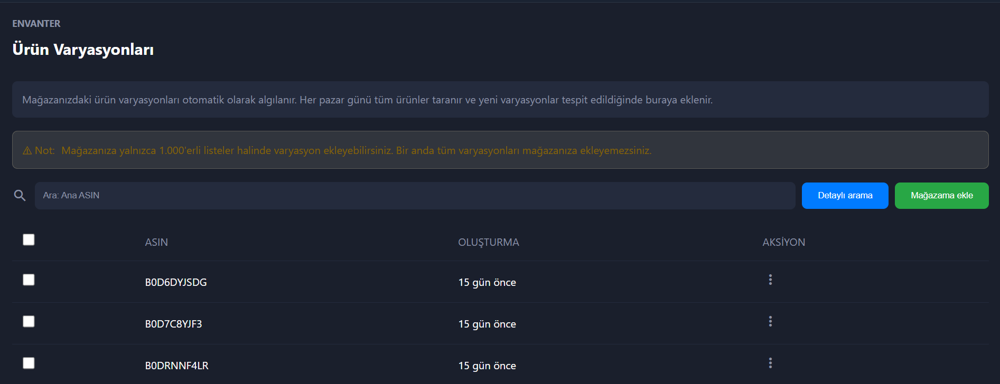 ENVANTER
Ürün Varyasyonları
Mağazanızdaki ürün varyasyonları otomatik olarak algılanır. Her pazar günü tüm ürünler taranır ve yeni varyasyonlar tespit edildiğinde buraya eklenir.
⚠ Not: Mağazanıza yalnızca 1.000'erli listeler halinde varyasyon ekleyebilirsiniz. Bir anda tüm varyasyonları mağazanıza ekleyemezsiniz.
Ara: Ana ASIN Detaylı arama Mağazama ekle
ASIN OLUŞTURMA AKSİYON
B0D6DYJSDG 15 gün önce
B0D7C8YJF3 15 gün önce
B0DRNNF4LR 15 gün önce